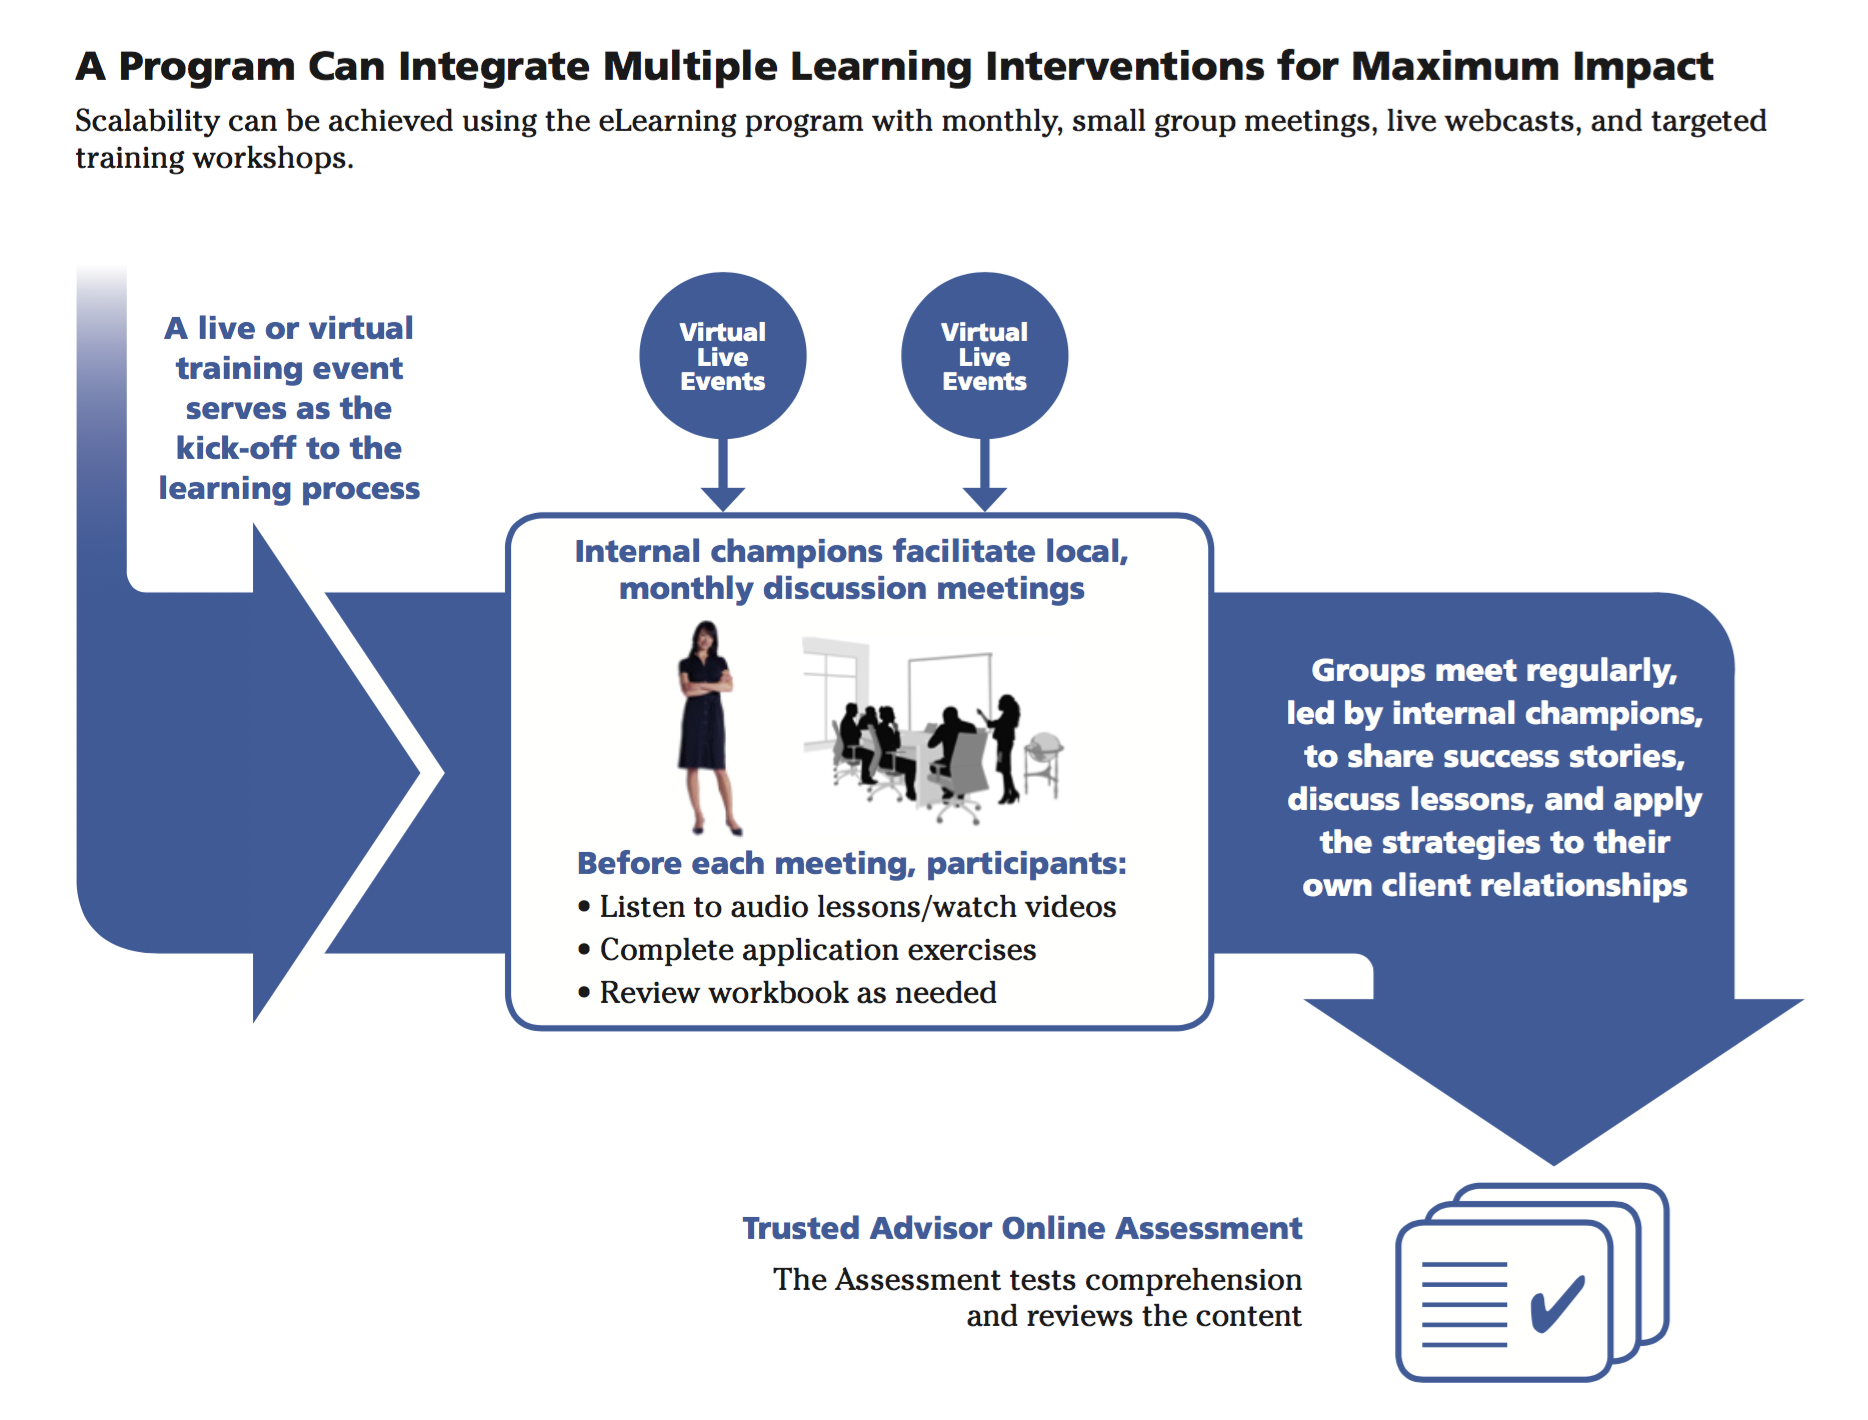 A Program Can Integrate Multiple Learning Interventions for Maximum Impact
Scalability can be achieved using the eLearning program with monthly, small group meetings, live webcasts, and targeted
training workshops.
A live or virtual
training event
serves as the
kick-off to the
learning process
Virtual
Live
Events
Virtual
Live
Events
Internal champions facilitate local,
monthly discussion meetings
Before each meeting, participants:
• Listen to audio lessons/watch videos
• Complete application exercises
• Review workbook as needed
Groups meet regularly,
led by internal champions,
to share success stories,
discuss lessons, and apply
the strategies to their
own client relationships
Trusted Advisor Online Assessment
The Assessment tests comprehension
and reviews the content